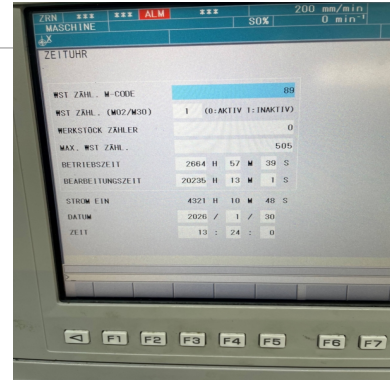 ZRN *** *** ALM *** 200 mm/min
MASCHINE S0% 0 min⁻¹
X
ZEITUHR
WST ZÄHL. M-CODE 89
WST ZÄHL. (M02/M30) 1 (0:AKTIV 1:INAKTIV)
WERKSTÜCK ZÄHLER 0
MAX. WST ZÄHL. 505
BETRIEBSZEIT 2664 H 57 M 39 S
BEARBEITUNGSZEIT 20235 H 13 M 1 S
STROM EIN 4321 H 10 M 48 S
DATUM 2026 / 1 / 30
ZEIT 13 : 24 : 0
F1 F2 F3 F4 F5 F6 F7